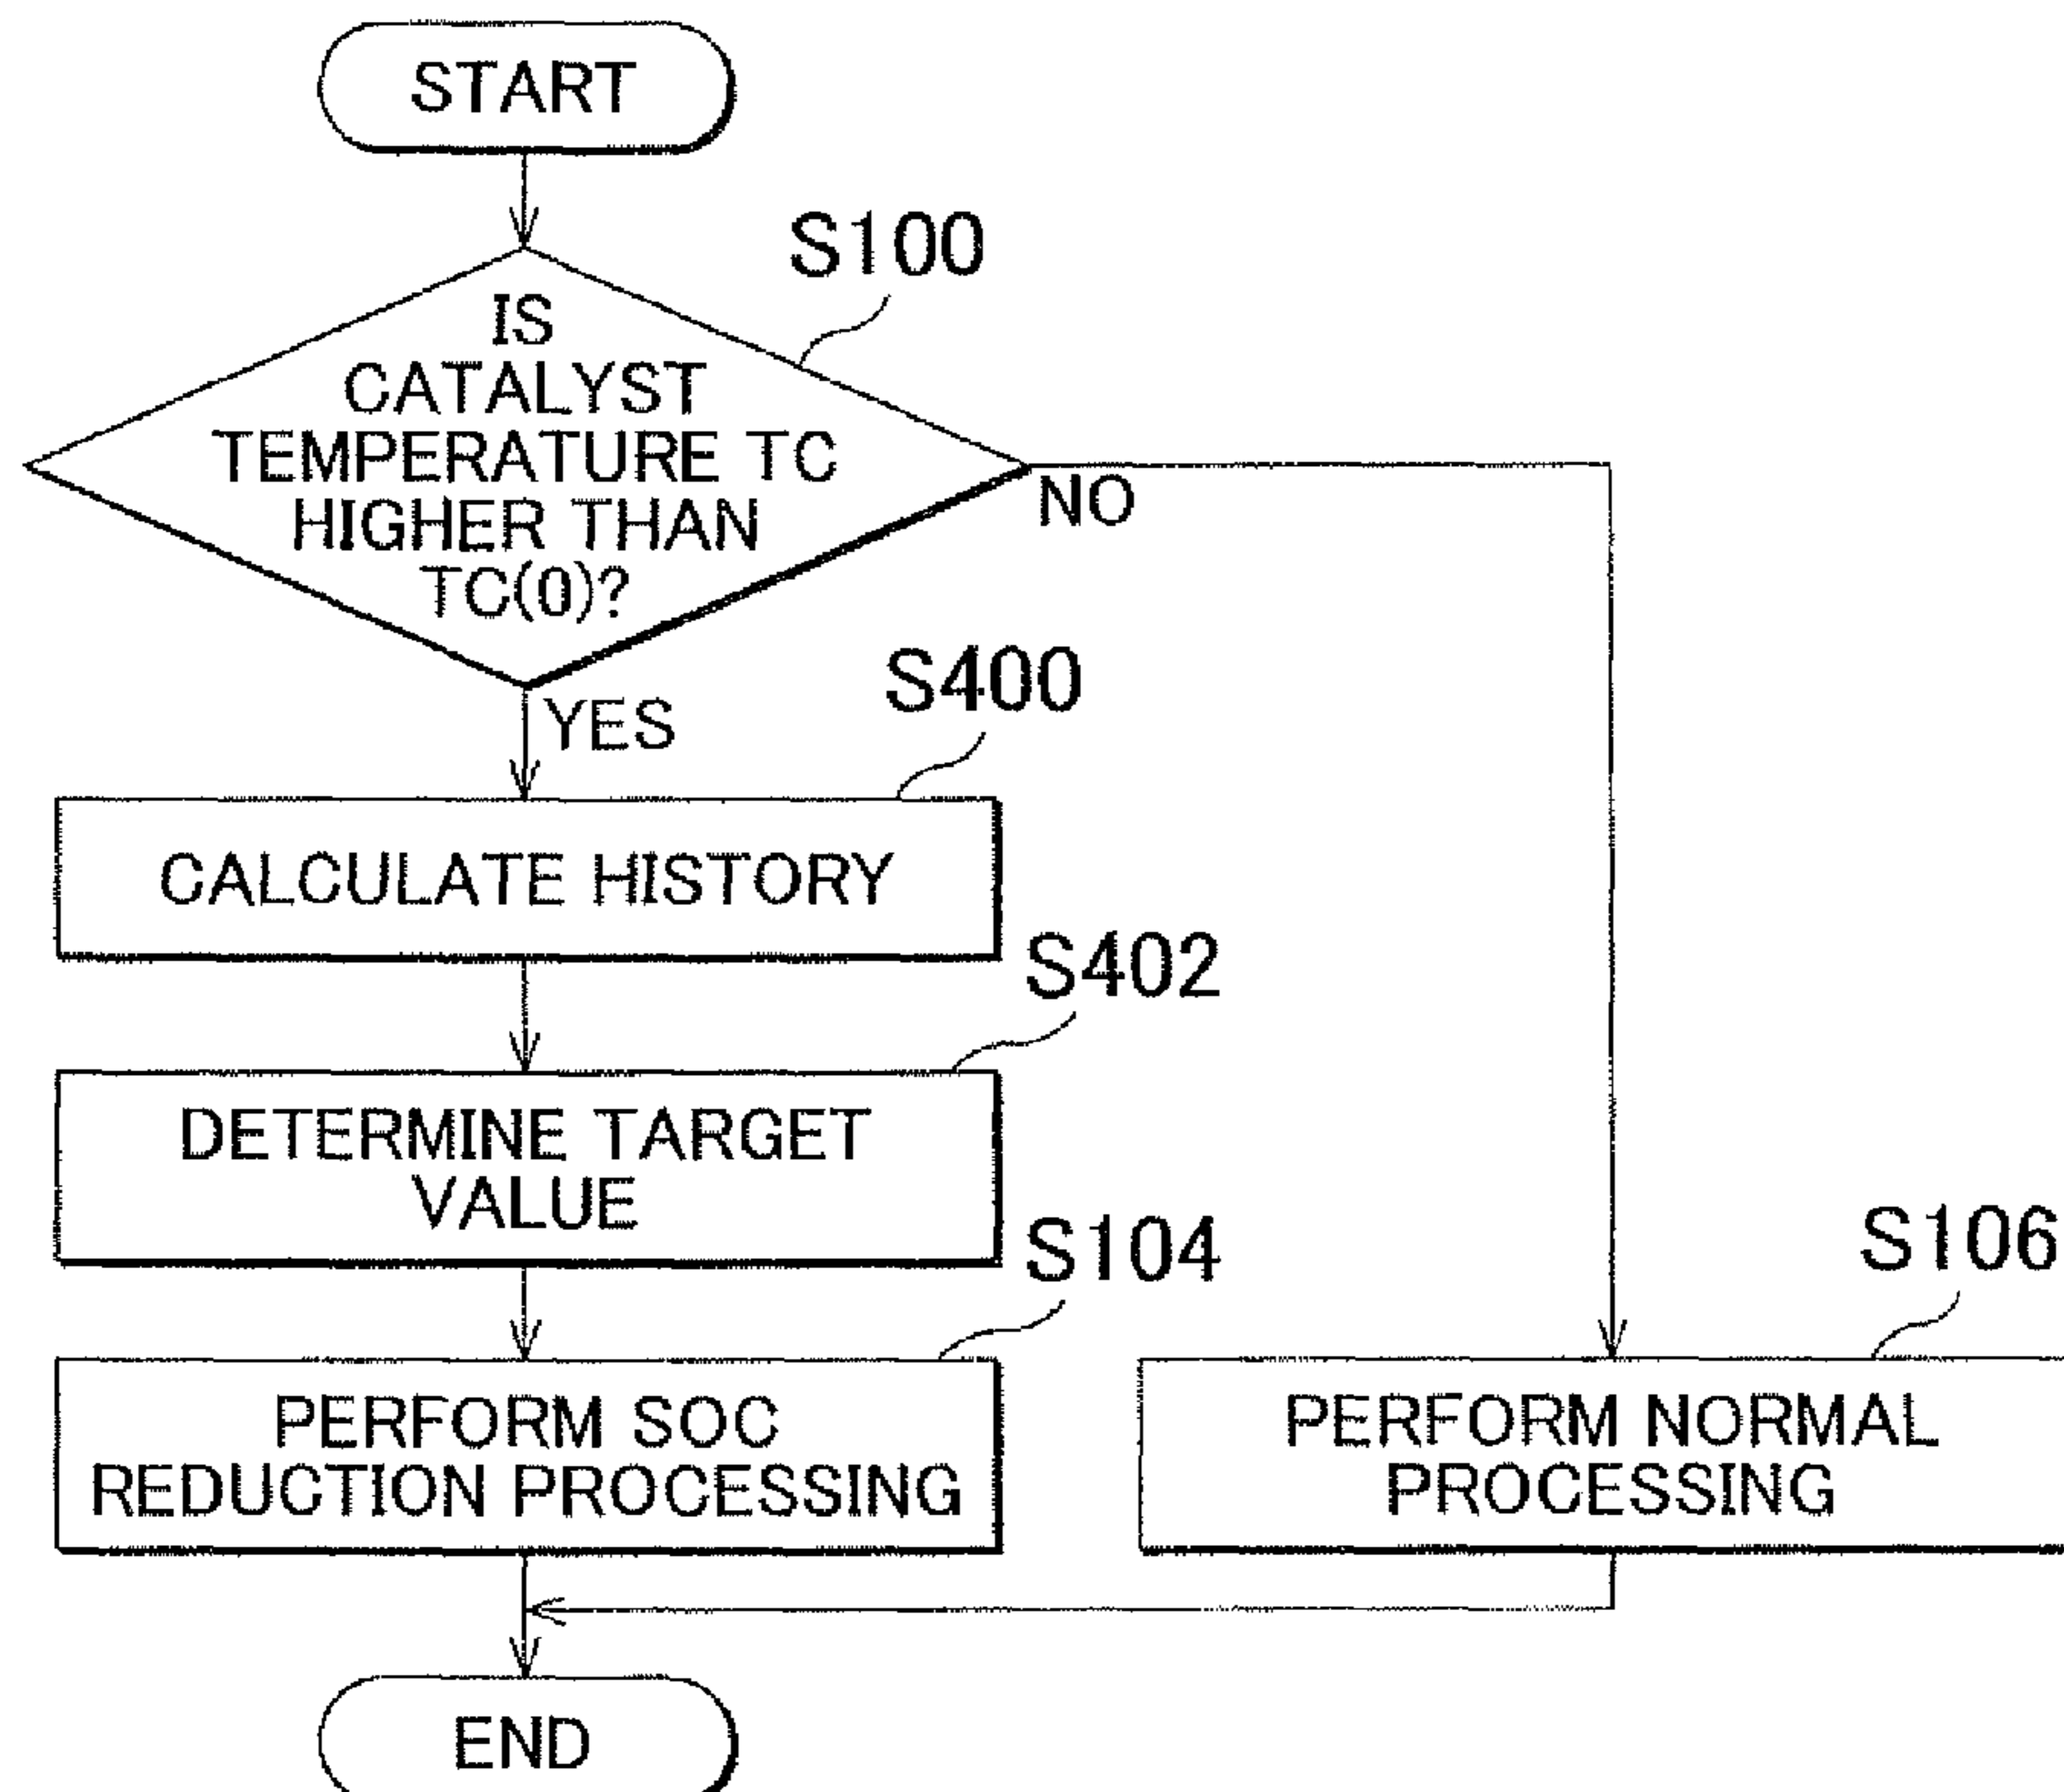 START
S100
IS
CATALYST
TEMPERATURE TC
HIGHER THAN
TC(0)?
NO
YES
S400
CALCULATE HISTORY
S402
DETERMINE TARGET
VALUE
S104
PERFORM SOC
REDUCTION PROCESSING
S106
PERFORM NORMAL
PROCESSING
END